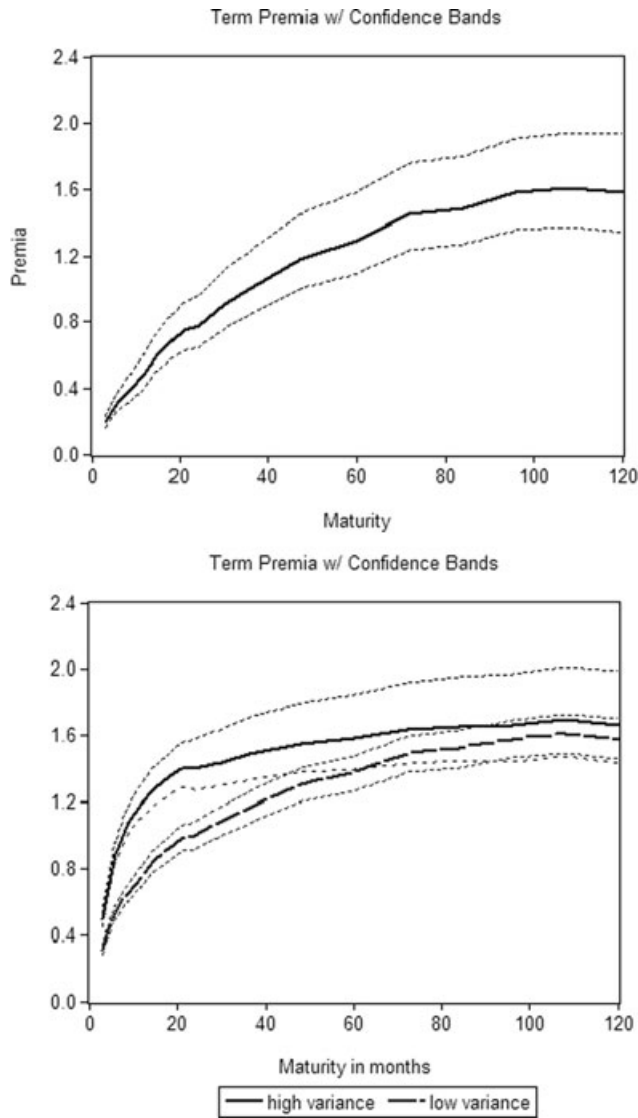 Term Premia w/ Confidence Bands
2.4
2.0
1.6
1.2
0.8
0.4
0.0
Premia
0 20 40 60 80 100 120
Maturity
Term Premia w/ Confidence Bands
2.4
2.0
1.6
1.2
0.8
0.4
0.0
0 20 40 60 80 100 120
Maturity in months
high variance low variance